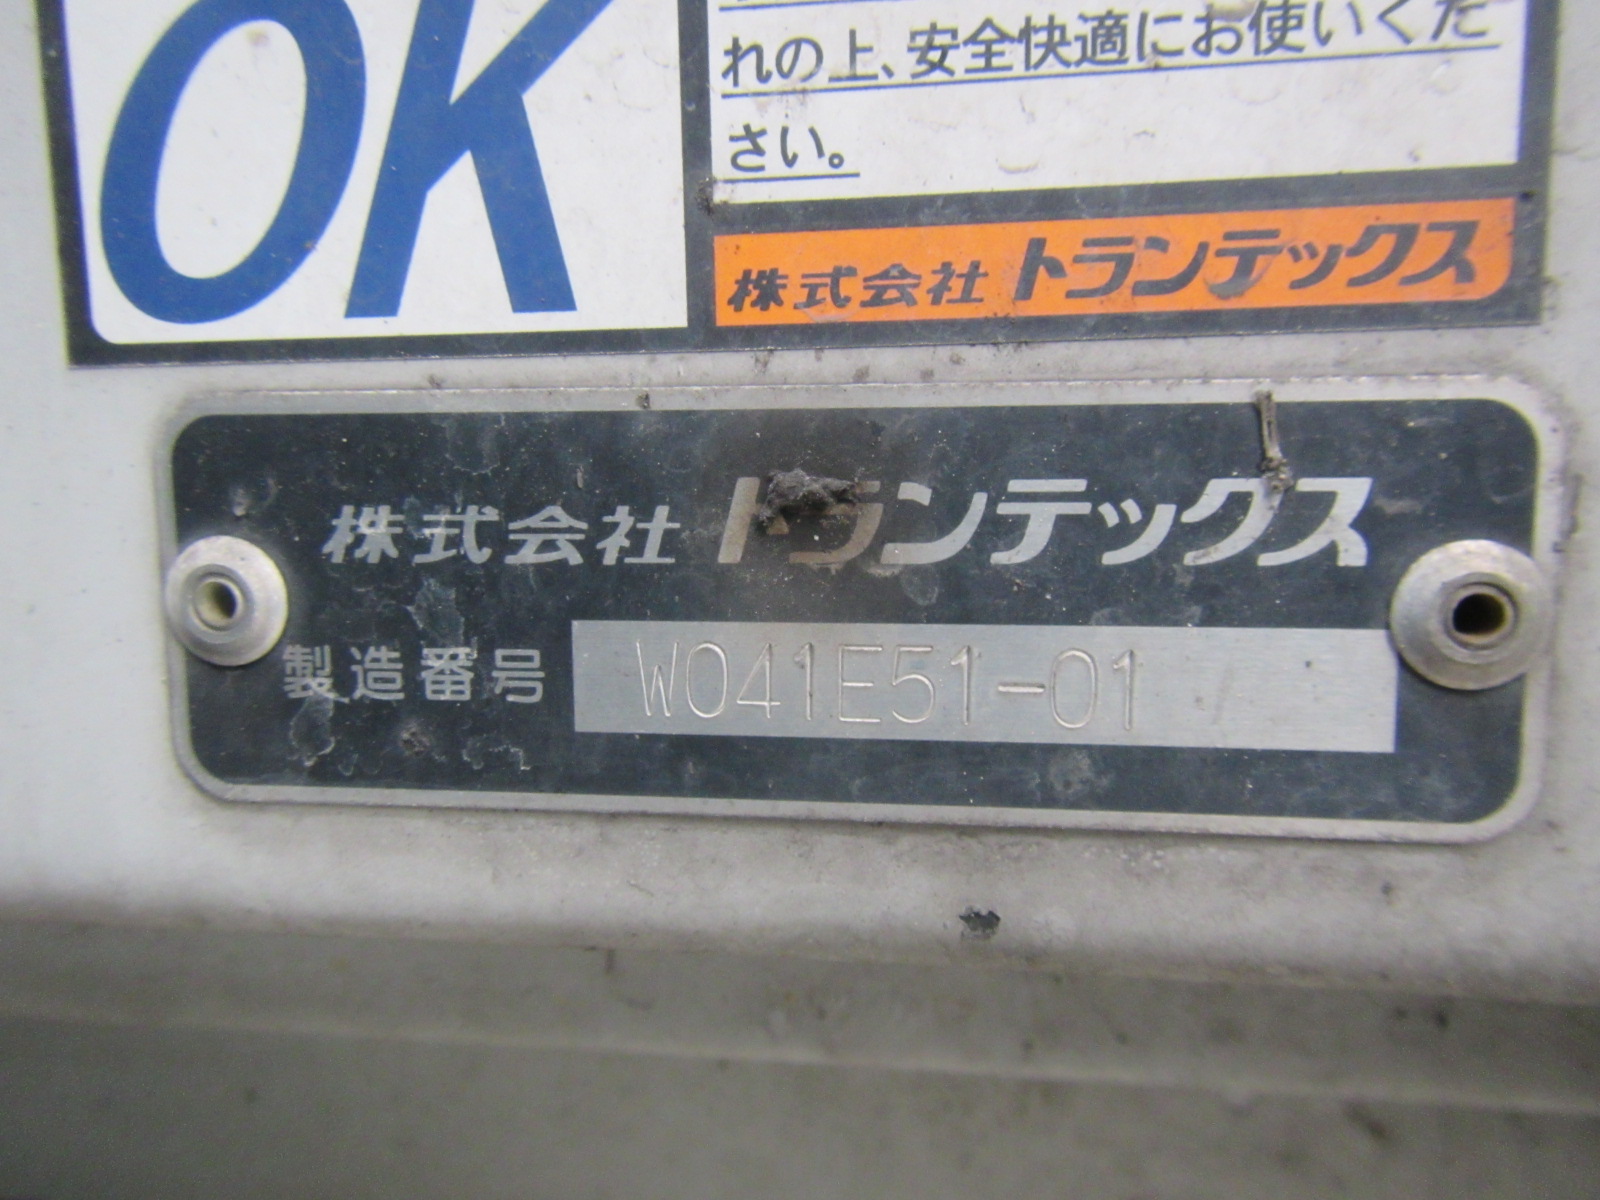 OK
れの上、安全快適にお使いくだ
さい。
株式会社 トランテックス
株式会社 トランテックス
製造番号 W041E51-01